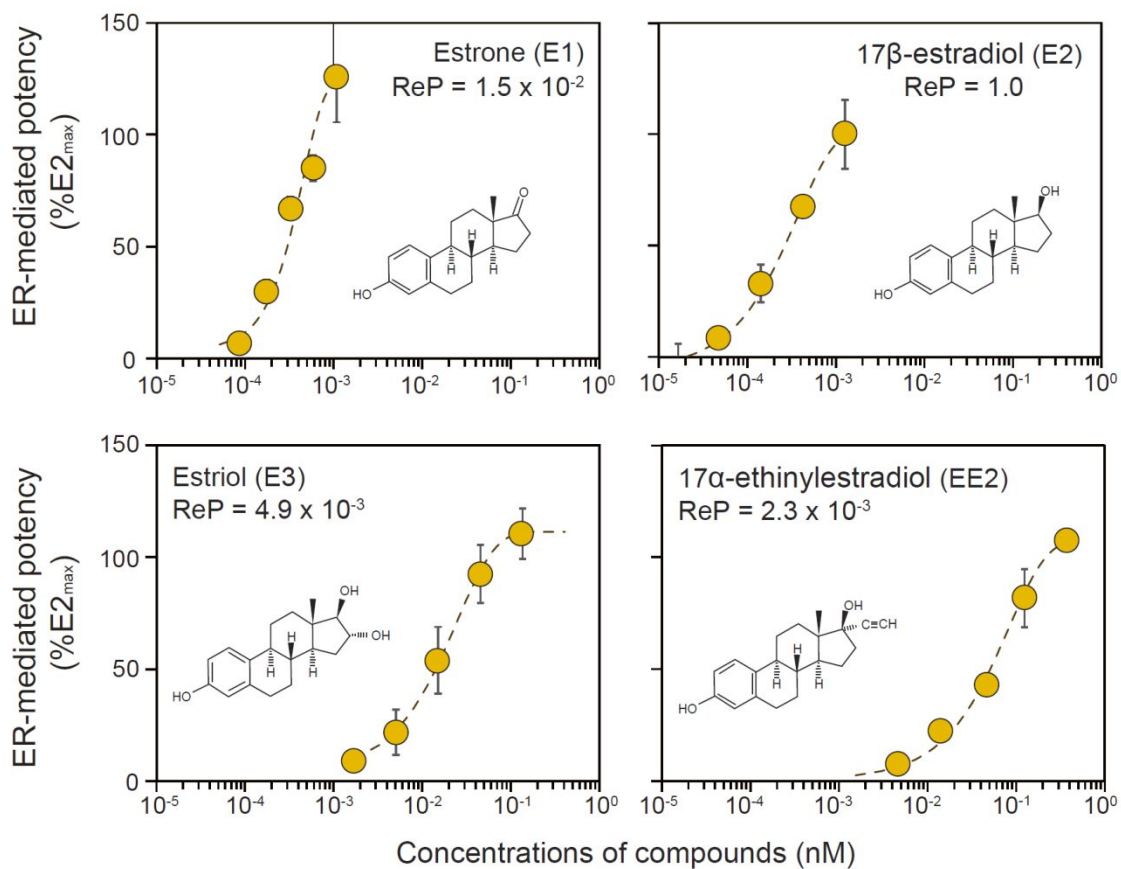 ER-mediated potency
(%E2max)
150
100
50
0
Estrone (E1)
ReP = 1.5 x 10⁻²
O
H
H
H
HO
10⁻⁵ 10⁻⁴ 10⁻³ 10⁻² 10⁻¹ 10⁰
17β-estradiol (E2)
ReP = 1.0
OH
H
H
H
HO
10⁻⁵ 10⁻⁴ 10⁻³ 10⁻² 10⁻¹ 10⁰
ER-mediated potency
(%E2max)
150
100
50
0
Estriol (E3)
ReP = 4.9 x 10⁻³
OH
OH
H
H
H
HO
10⁻⁵ 10⁻⁴ 10⁻³ 10⁻² 10⁻¹ 10⁰
17α-ethinylestradiol (EE2)
ReP = 2.3 x 10⁻³
OH
C≡CH
H
H
H
HO
10⁻⁵ 10⁻⁴ 10⁻³ 10⁻² 10⁻¹ 10⁰
Concentrations of compounds (nM)